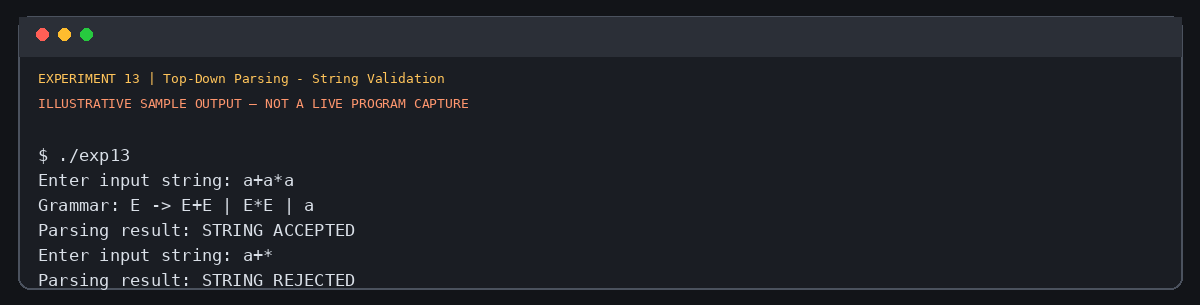 EXPERIMENT 13 | Top-Down Parsing - String Validation
ILLUSTRATIVE SAMPLE OUTPUT — NOT A LIVE PROGRAM CAPTURE
$ ./exp13
Enter input string: a+a*a
Grammar: E -> E+E | E*E | a
Parsing result: STRING ACCEPTED
Enter input string: a+*
Parsing result: STRING REJECTED